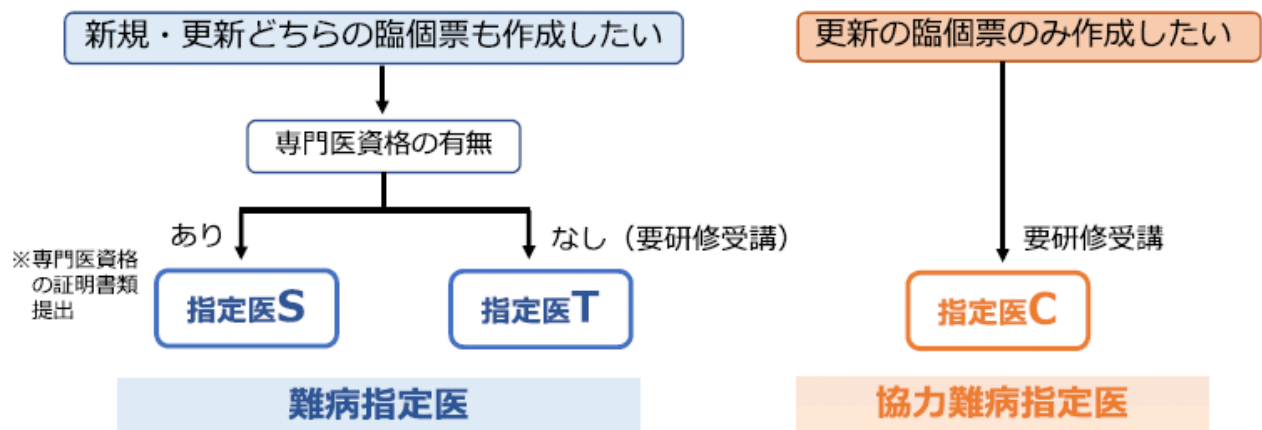 新規・更新どちらの臨個票も作成したい
更新の臨個票のみ作成したい
専門医資格の有無
あり
なし（要研修受講）
要研修受講
※専門医資格
の証明書類
提出
指定医S
指定医T
指定医C
難病指定医
協力難病指定医